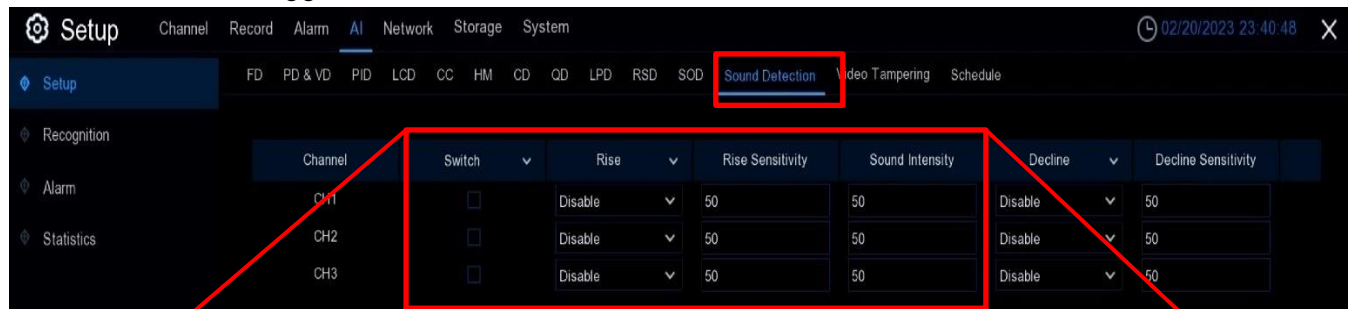 Setup Channel Record Alarm AI Network Storage System 02/20/2023 23:40:48 X
Setup FD PD & VD PID LCD CC HM CD QD LPD RSD SOD Sound Detection Video Tampering Schedule
Recognition
Channel Switch Rise Rise Sensitivity Sound Intensity Decline Decline Sensitivity
Alarm CH1 Disable 50 50 Disable 50
Statistics CH2 Disable 50 50 Disable 50
CH3 Disable 50 50 Disable 50